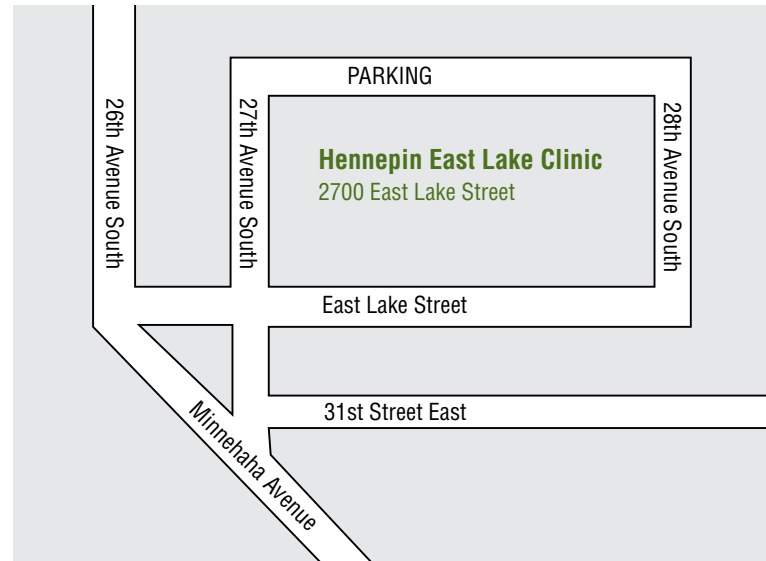 PARKING
26th Avenue South
27th Avenue South
28th Avenue South
Hennepin East Lake Clinic
2700 East Lake Street
East Lake Street
31st Street East
Minnehaha Avenue